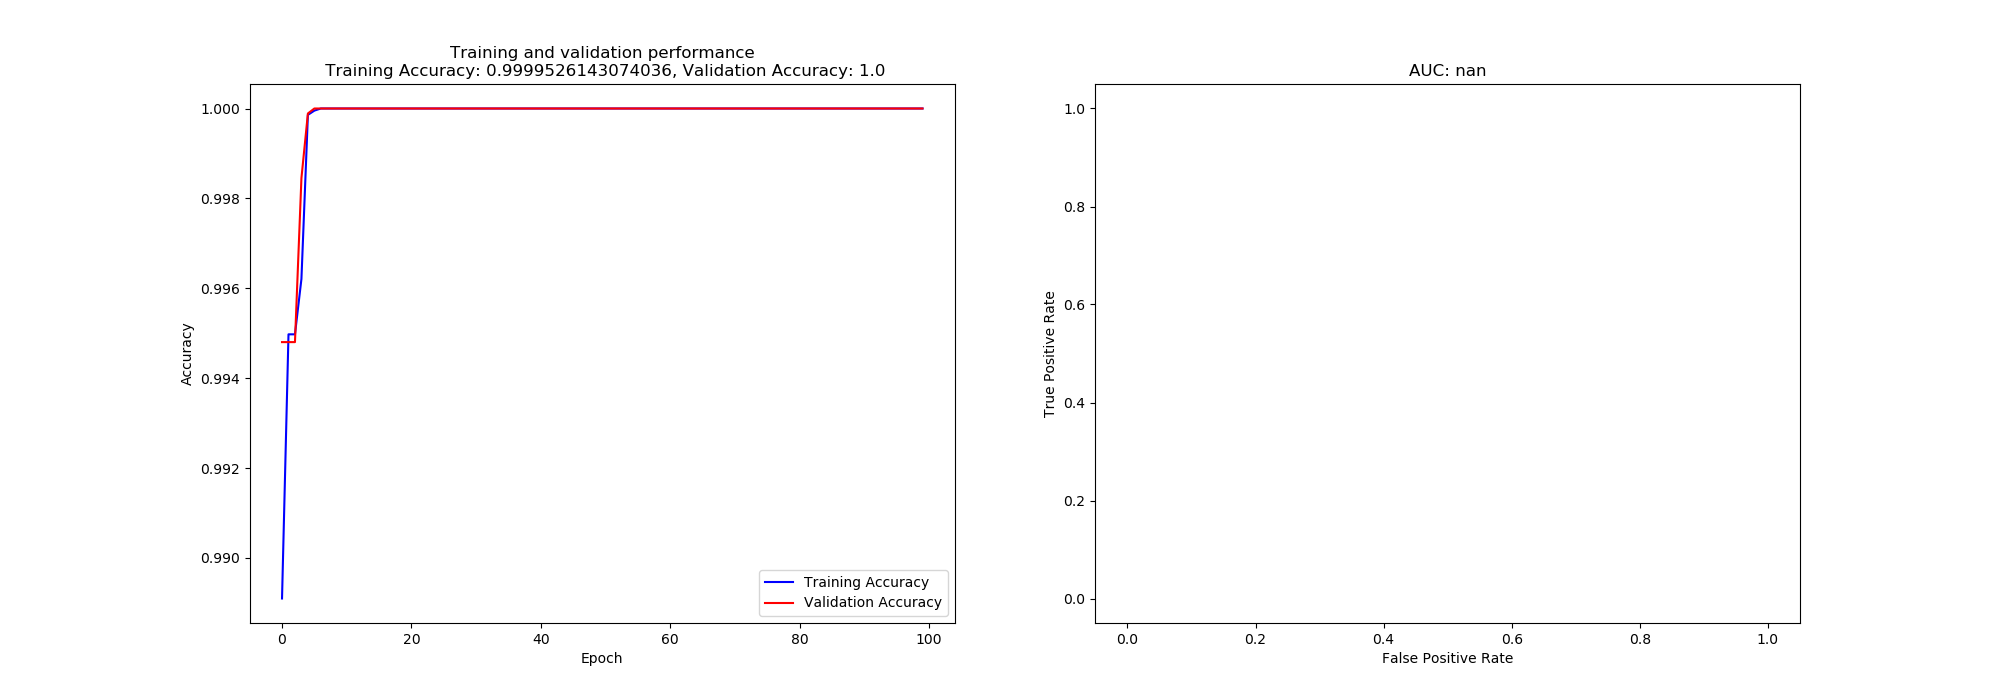 Training and validation performance
Training Accuracy: 0.9999526143074036, Validation Accuracy: 1.0
1.000
0.998
0.996
0.994
0.992
0.990
Accuracy
0 20 40 60 80 100
Epoch
Training Accuracy
Validation Accuracy
AUC: nan
1.0
0.8
0.6
0.4
0.2
0.0
True Positive Rate
0.0 0.2 0.4 0.6 0.8 1.0
False Positive Rate